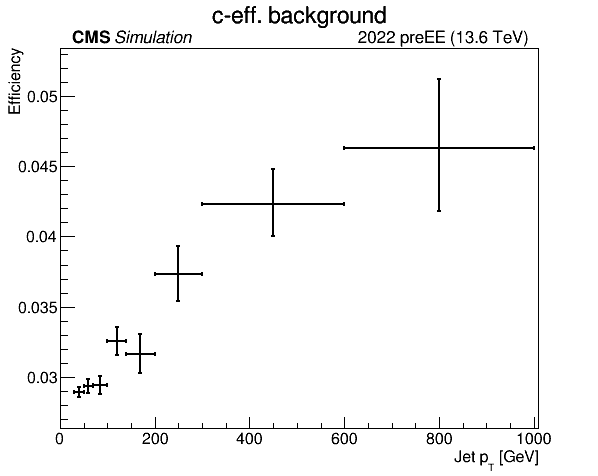 c-eff. background
CMS Simulation 2022 preEE (13.6 TeV)
Efficiency
0.05
0.045
0.04
0.035
0.03
0 200 400 600 800 1000
Jet p_T [GeV]